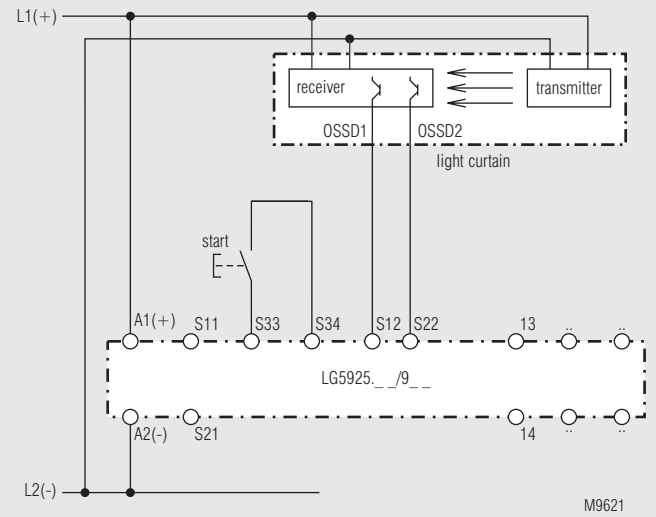 L1(+)
receiver
transmitter
OSSD1 OSSD2
light curtain
start
A1(+) S11 S33 S34 S12 S22 13 .. ..
LG5925._ _/9_ _
A2(-) S21 14 .. ..
L2(-)
M9621